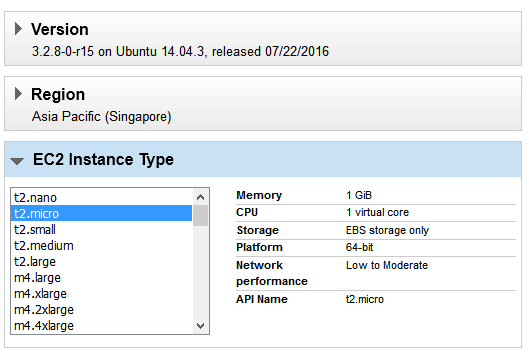 Version
3.2.8-0-r15 on Ubuntu 14.04.3, released 07/22/2016
Region
Asia Pacific (Singapore)
EC2 Instance Type
t2.nano
t2.micro
t2.small
t2.medium
t2.large
m4.large
m4.xlarge
m4.2xlarge
m4.4xlarge
Memory 1 GiB
CPU 1 virtual core
Storage EBS storage only
Platform 64-bit
Network performance Low to Moderate
API Name t2.micro